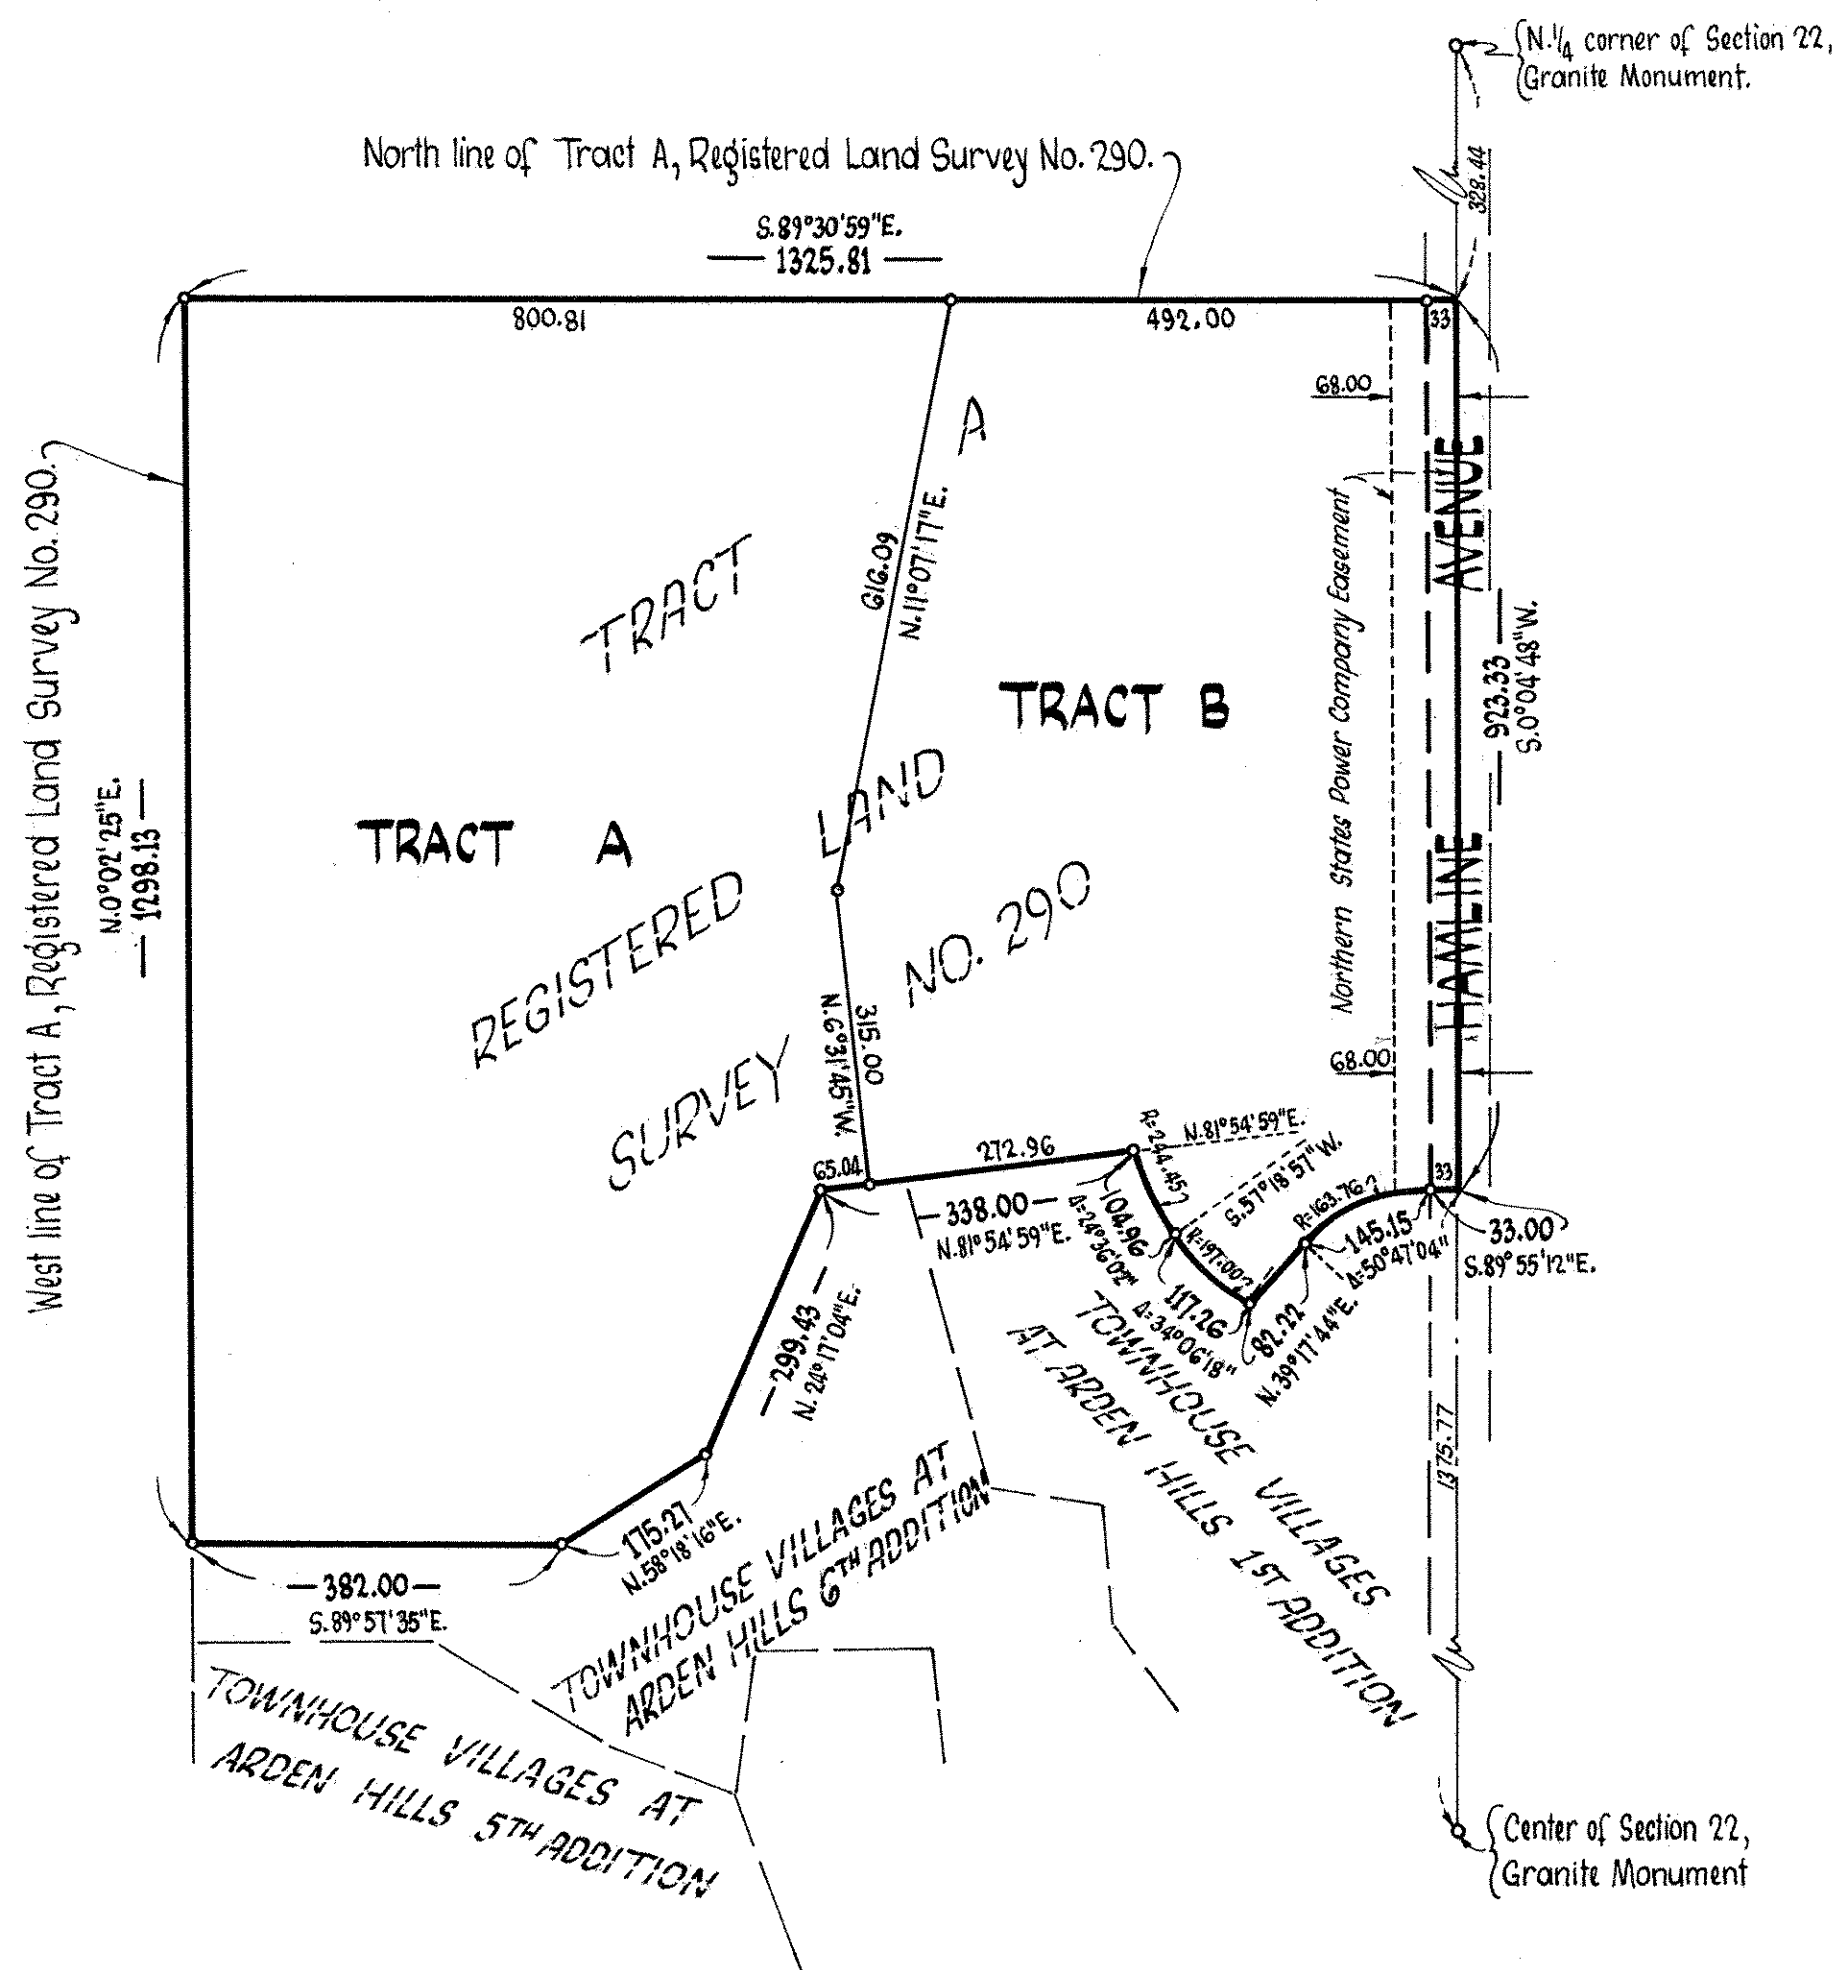 N.1/4 corner of Section 22,
Granite Monument.
328.44
North line of Tract A, Registered Land Survey No. 290.
S.89°30'59"E.
1325.81
800.81
492.00
33
68.00
A
West line of Tract A, Registered Land Survey No. 290.
N.0°02'25"E.
1298.13
616.09
N.11°07'17"E.
TRACT
TRACT B
TRACT A
LAND
REGISTERED
NO. 290
SURVEY
Northern States Power Company Easement
HAMLINE AVENUE
923.33
S.0°04'48"W.
315.00
N.6°31'45"W.
68.00
65.04
272.96
N.81°54'59"E.
R=244.45
S.57°18'57"W.
R=163.76
33
338.00
N.81°54'59"E.
104.96
Δ=24°36'02"
R=197.00
145.15
Δ=50°47'04"
33.00
S.89°55'12"E.
117.26
Δ=34°06'18"
82.22
N.39°17'44"E.
299.43
N.24°17'04"E.
175.27
N.58°18'16"E.
382.00
S.89°57'35"E.
1375.77
TOWNHOUSE VILLAGES
AT ARDEN HILLS 1ST ADDITION
TOWNHOUSE VILLAGES AT
ARDEN HILLS 6TH ADDITION
TOWNHOUSE VILLAGES AT
ARDEN HILLS 5TH ADDITION
Center of Section 22,
Granite Monument